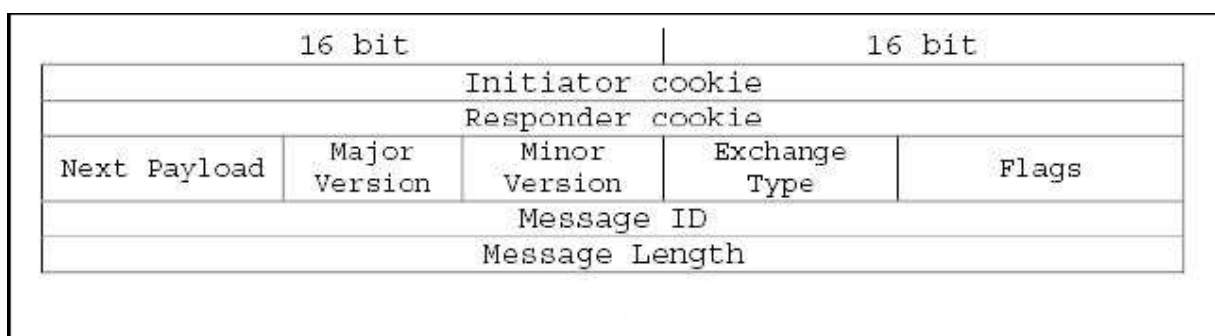 16 bit 16 bit
Initiator cookie
Responder cookie
Next Payload Major Version Minor Version Exchange Type Flags
Message ID
Message Length